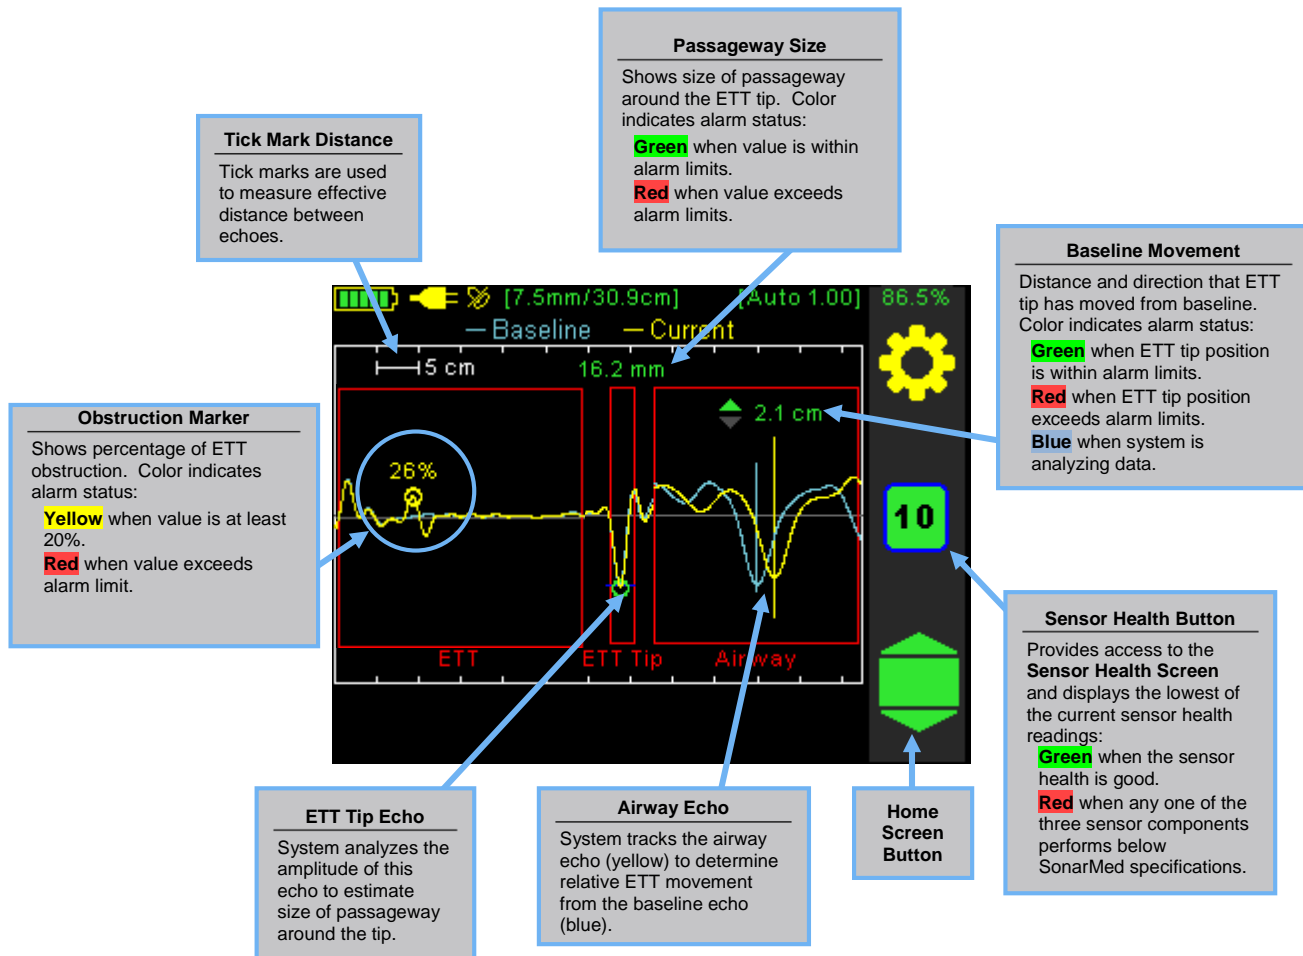 Passageway Size
Shows size of passageway
around the ETT tip.  Color
indicates alarm status:
Green when value is within
alarm limits.
Red when value exceeds
alarm limits.
Tick Mark Distance
Tick marks are used
to measure effective
distance between
echoes.
Baseline Movement
Distance and direction that ETT
tip has moved from baseline.
Color indicates alarm status:
Green when ETT tip position
is within alarm limits.
Red when ETT tip position
exceeds alarm limits.
Blue when system is
analyzing data.
[7.5mm/30.9cm] [Auto 1.00] 86.5%
Baseline Current
5 cm 16.2 mm
2.1 cm
26%
10
ETT ETT Tip Airway
Obstruction Marker
Shows percentage of ETT
obstruction.  Color indicates
alarm status:
Yellow when value is at least
20%.
Red when value exceeds
alarm limit.
Sensor Health Button
Provides access to the
Sensor Health Screen
and displays the lowest of
the current sensor health
readings:
Green when the sensor
health is good.
Red when any one of the
three sensor components
performs below
SonarMed specifications.
ETT Tip Echo
System analyzes the
amplitude of this
echo to estimate
size of passageway
around the tip.
Airway Echo
System tracks the airway
echo (yellow) to determine
relative ETT movement
from the baseline echo
(blue).
Home
Screen
Button